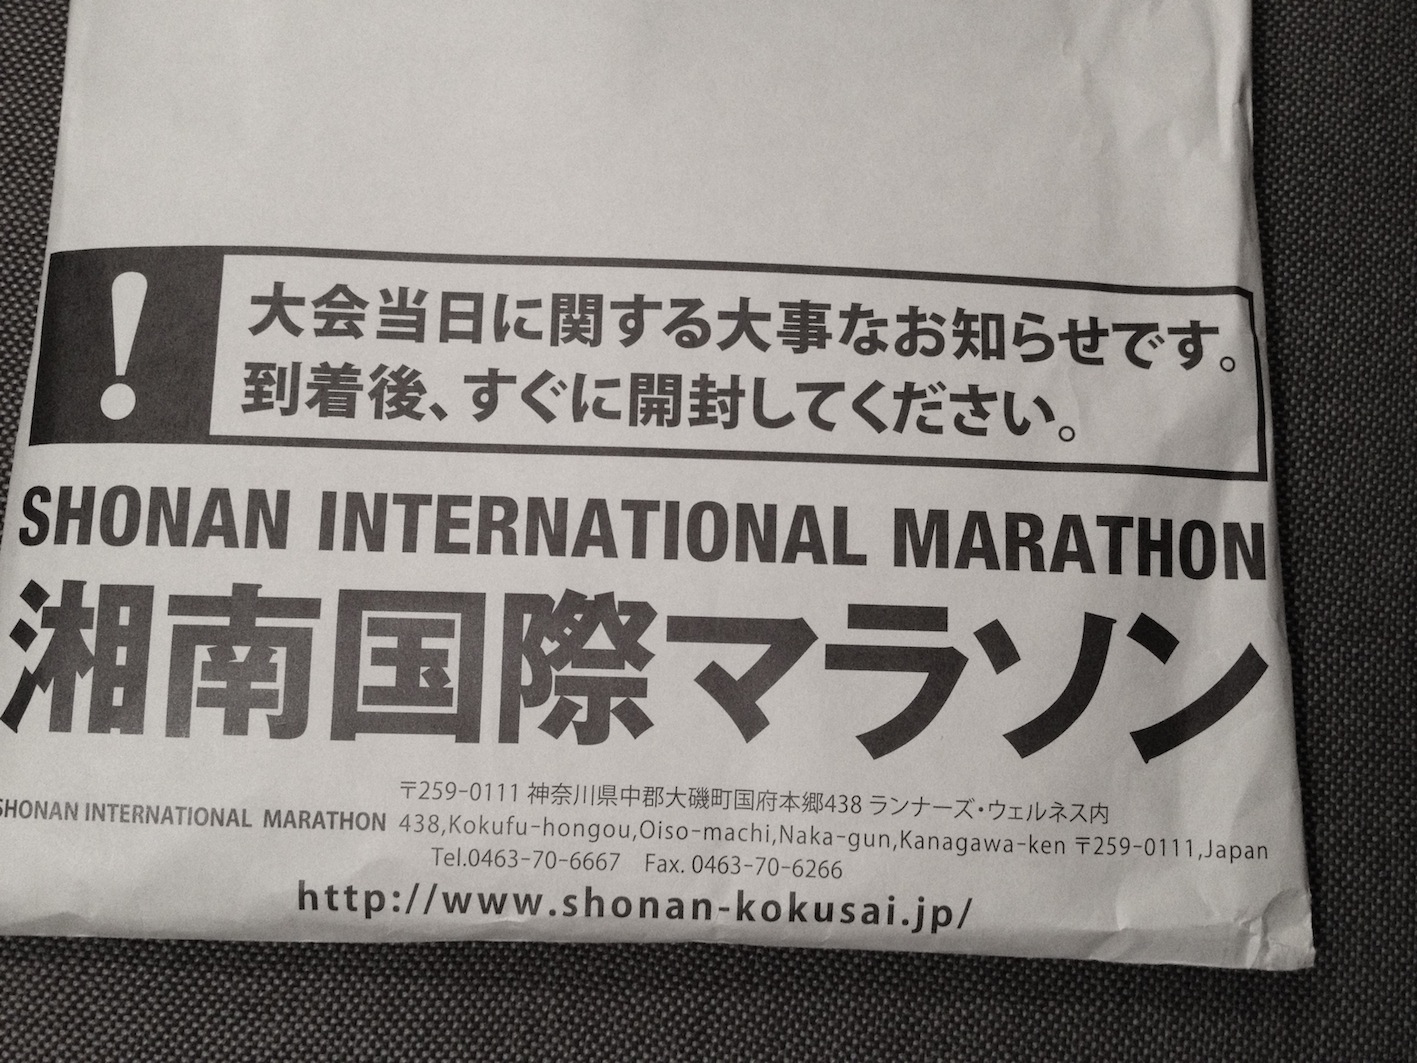 !
大会当日に関する大事なお知らせです。
到着後、すぐに開封してください。
SHONAN INTERNATIONAL MARATHON
湘南国際マラソン
SHONAN INTERNATIONAL MARATHON
〒259-0111 神奈川県中郡大磯町国府本郷438 ランナーズ・ウェルネス内
438,Kokufu-hongou,Oiso-machi,Naka-gun,Kanagawa-ken 〒259-0111,Japan
Tel.0463-70-6667 Fax. 0463-70-6266
http://www.shonan-kokusai.jp/